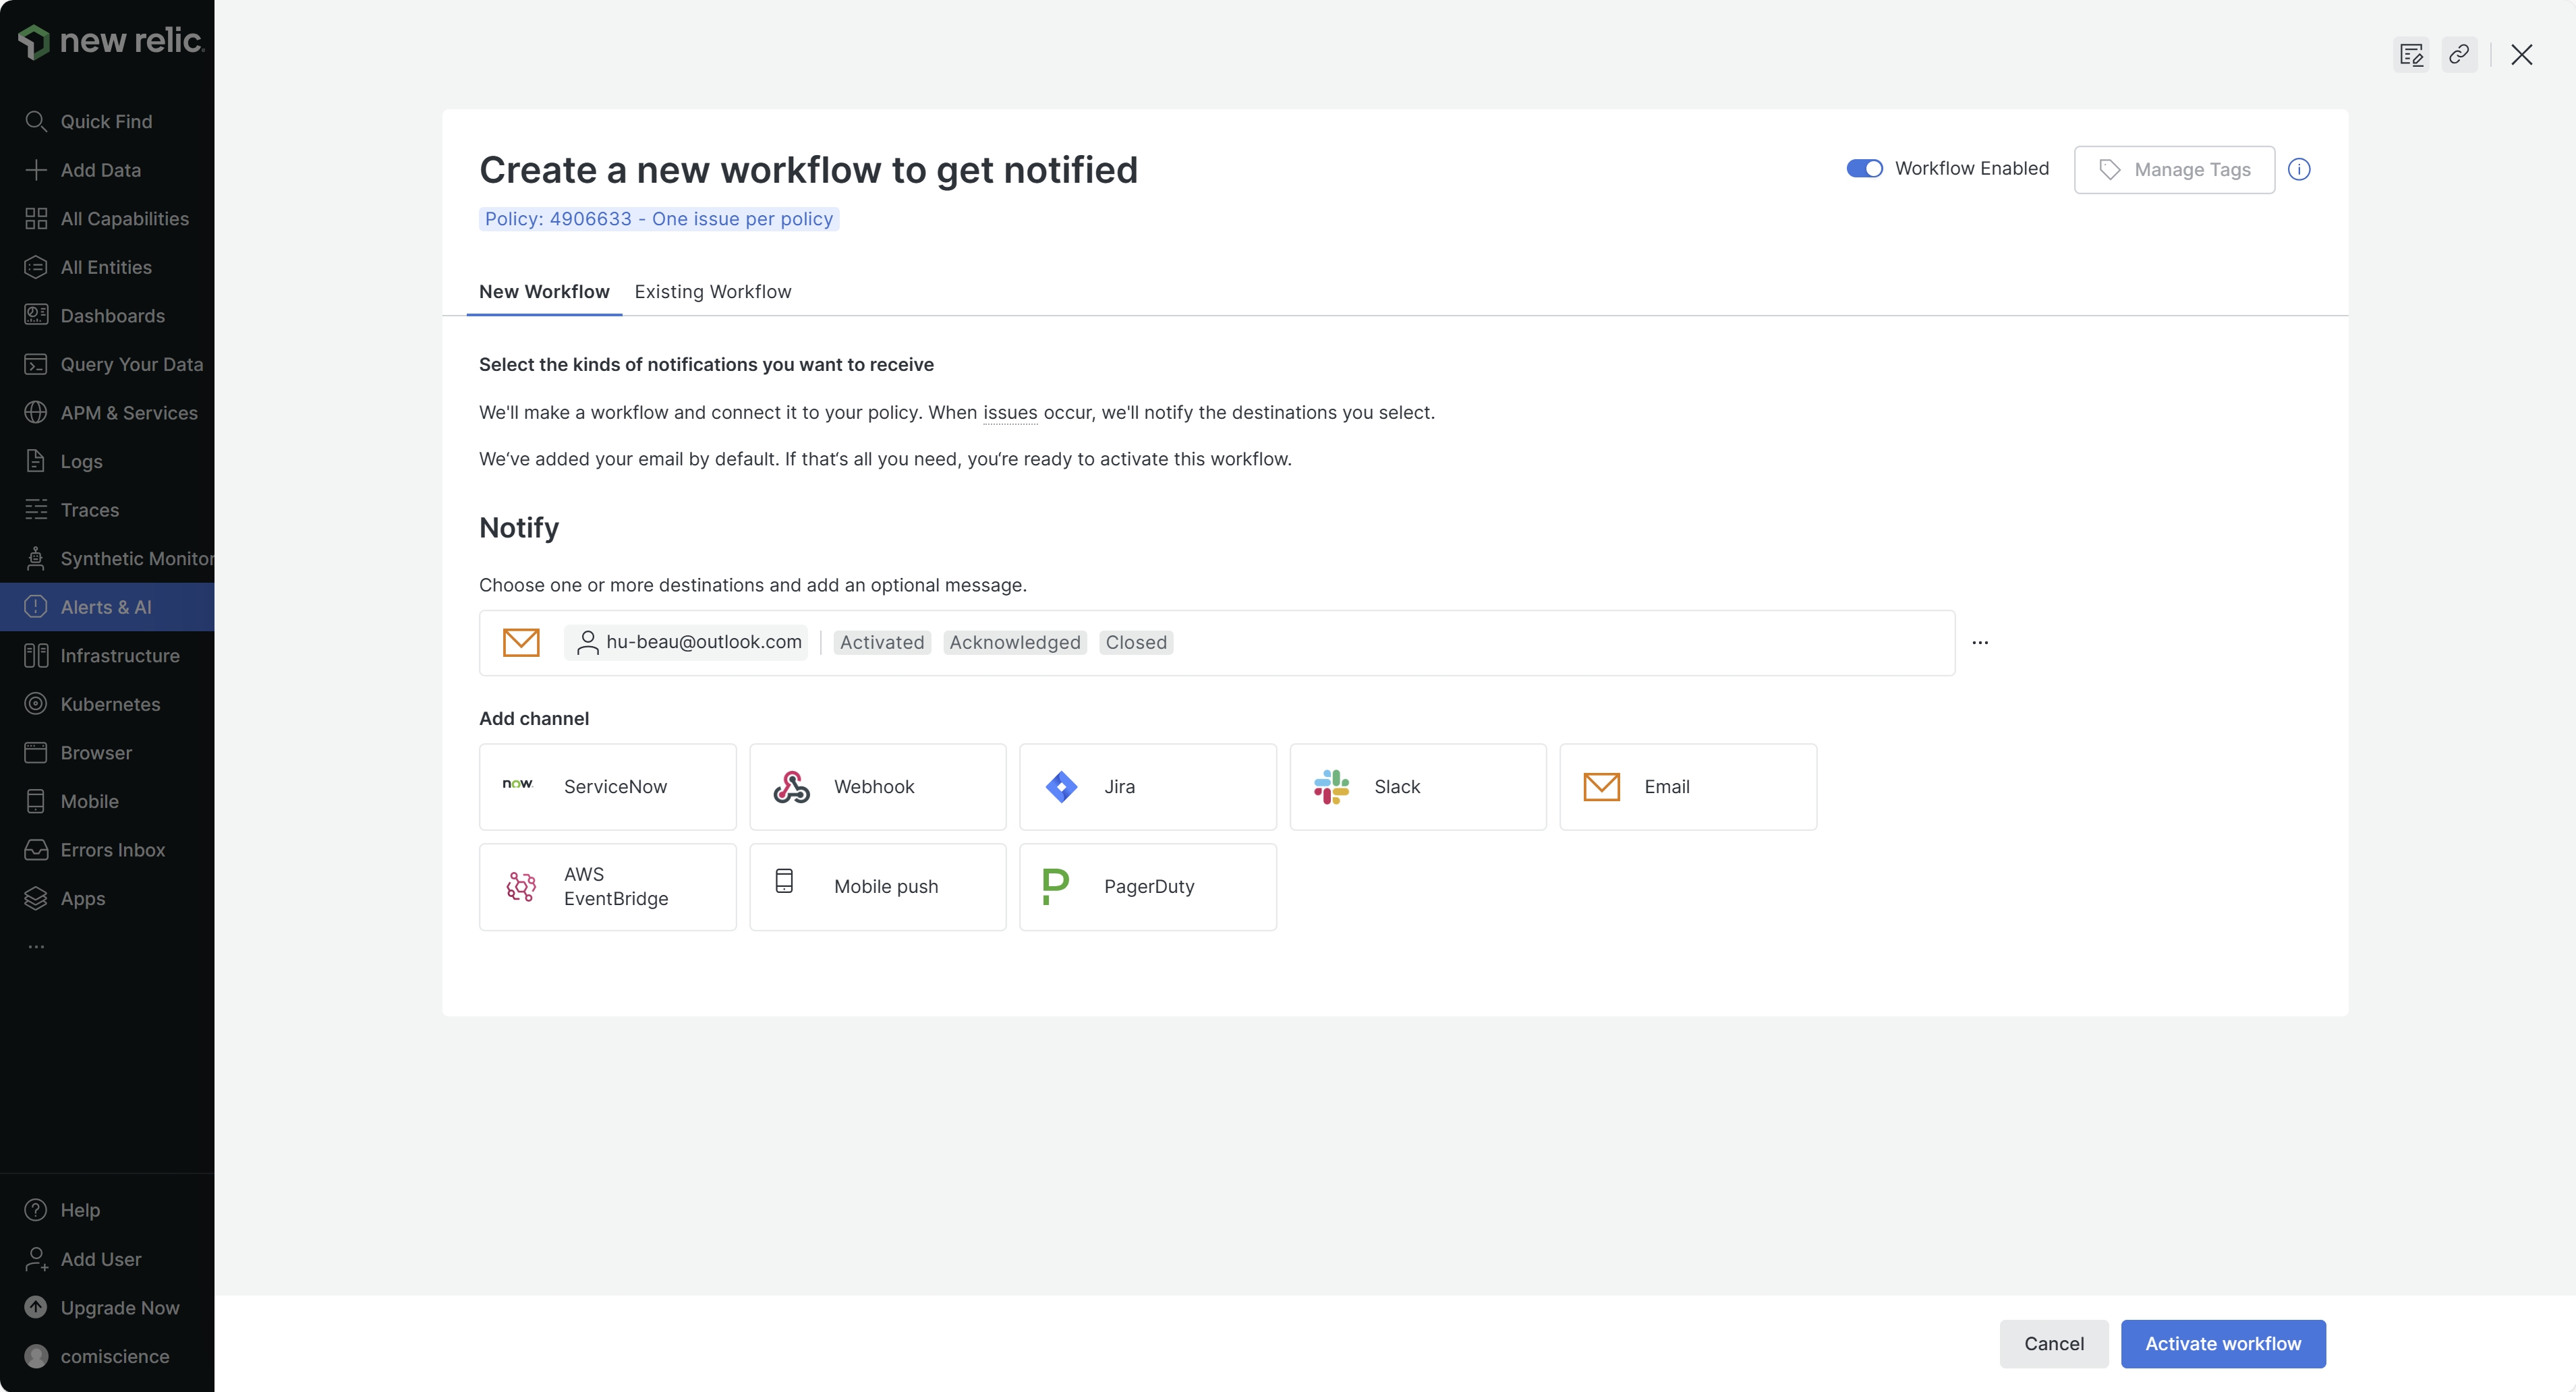 new relic.
Quick Find
Add Data
All Capabilities
All Entities
Dashboards
Query Your Data
APM & Services
Logs
Traces
Synthetic Monitor
Alerts & AI
Infrastructure
Kubernetes
Browser
Mobile
Errors Inbox
Apps
...
Help
Add User
Upgrade Now
comiscience
Create a new workflow to get notified
Workflow Enabled
Manage Tags
Policy: 4906633 - One issue per policy
New Workflow
Existing Workflow
Select the kinds of notifications you want to receive
We'll make a workflow and connect it to your policy. When issues occur, we'll notify the destinations you select.
We‘ve added your email by default. If that‘s all you need, you‘re ready to activate this workflow.
Notify
Choose one or more destinations and add an optional message.
hu-beau@outlook.com
Activated
Acknowledged
Closed
...
Add channel
now.
ServiceNow
Webhook
Jira
Slack
Email
AWS
EventBridge
Mobile push
PagerDuty
Cancel
Activate workflow